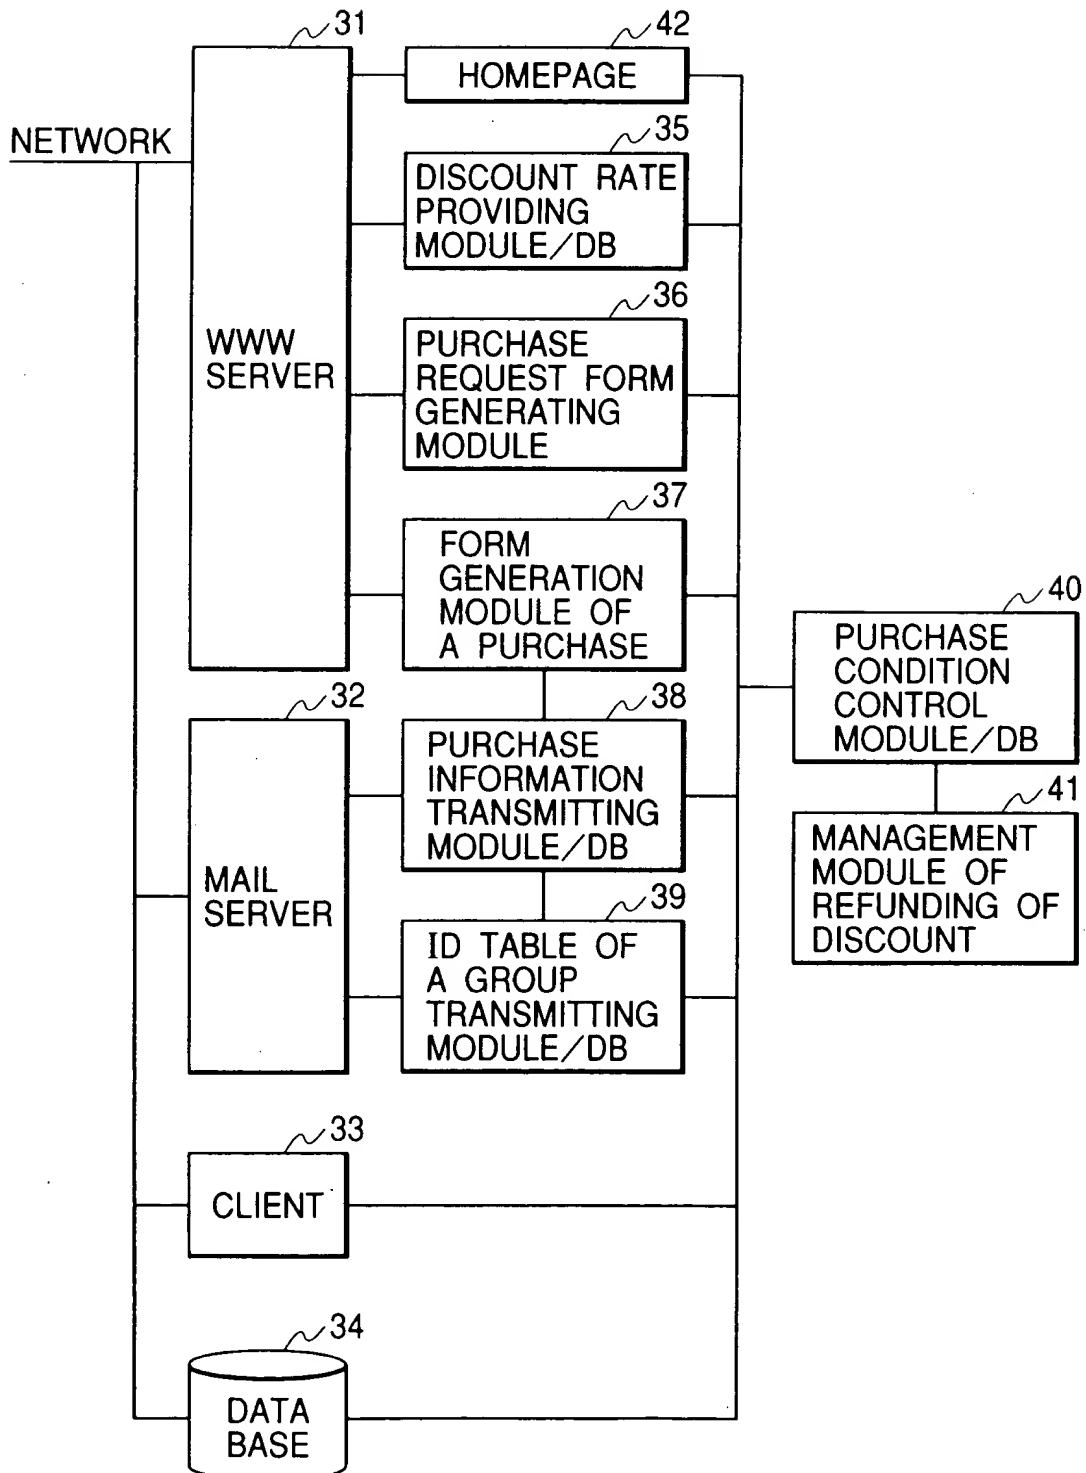 31
42
HOMEPAGE
NETWORK
35
DISCOUNT RATE
PROVIDING
MODULE/DB
36
WWW
SERVER
PURCHASE
REQUEST FORM
GENERATING
MODULE
37
FORM
GENERATION
MODULE OF
A PURCHASE
40
PURCHASE
CONDITION
CONTROL
MODULE/DB
32
38
PURCHASE
INFORMATION
TRANSMITTING
MODULE/DB
41
MANAGEMENT
MODULE OF
REFUNDING OF
DISCOUNT
MAIL
SERVER
39
ID TABLE OF
A GROUP
TRANSMITTING
MODULE/DB
33
CLIENT
34
DATA
BASE